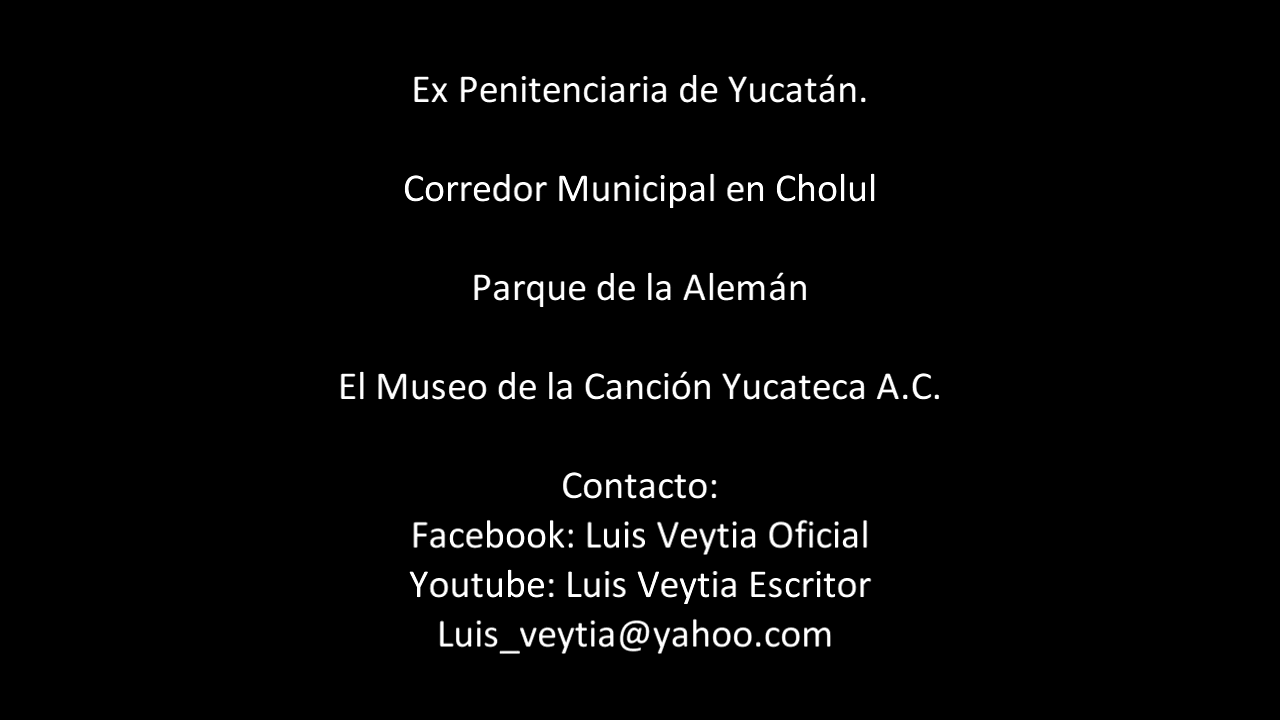 Ex Penitenciaria de Yucatán.
Corredor Municipal en Cholul
Parque de la Alemán
El Museo de la Canción Yucateca A.C.
Contacto:
Facebook: Luis Veytia Oficial
Youtube: Luis Veytia Escritor
Luis_veytia@yahoo.com